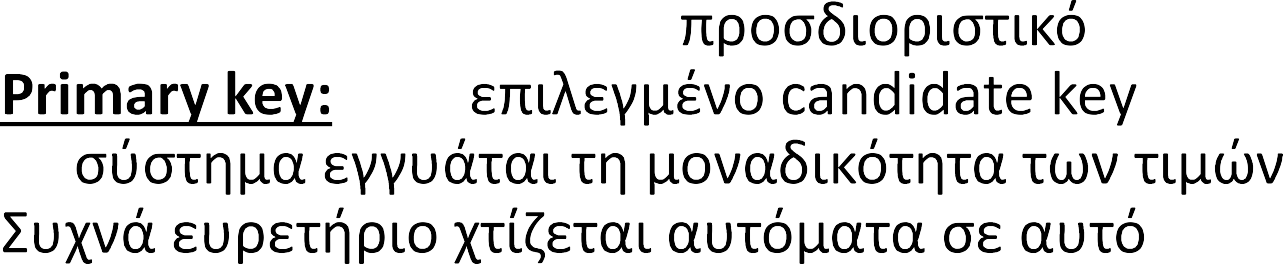 προσδιοριστικό
Primary key: επιλεγμένο candidate key
σύστημα εγγυάται τη μοναδικότητα των τιμών
Συχνά ευρετήριο χτίζεται αυτόματα σε αυτό